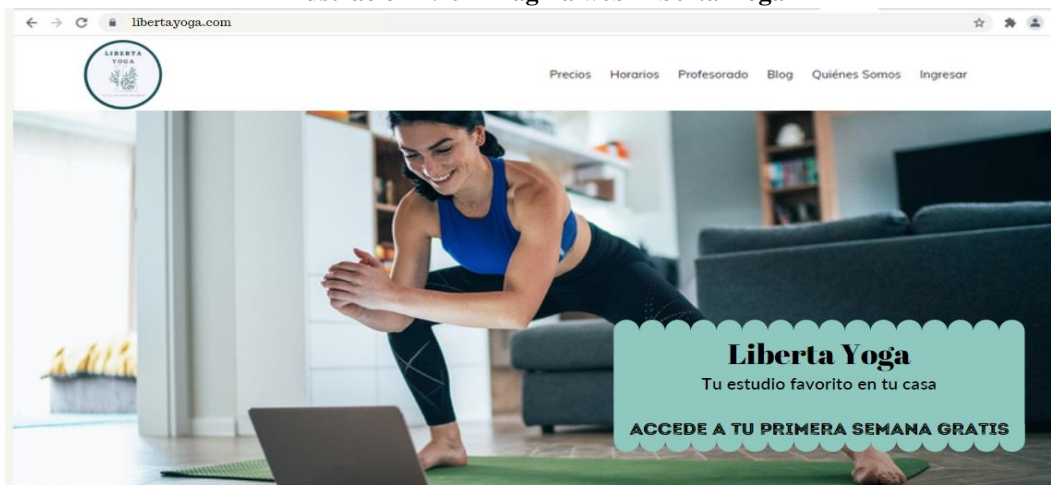 libertayoga.com
LIBERTA
YOGA
Precios Horarios Profesorado Blog Quiénes Somos Ingresar
Liberta Yoga
Tu estudio favorito en tu casa
ACCEDE A TU PRIMERA SEMANA GRATIS